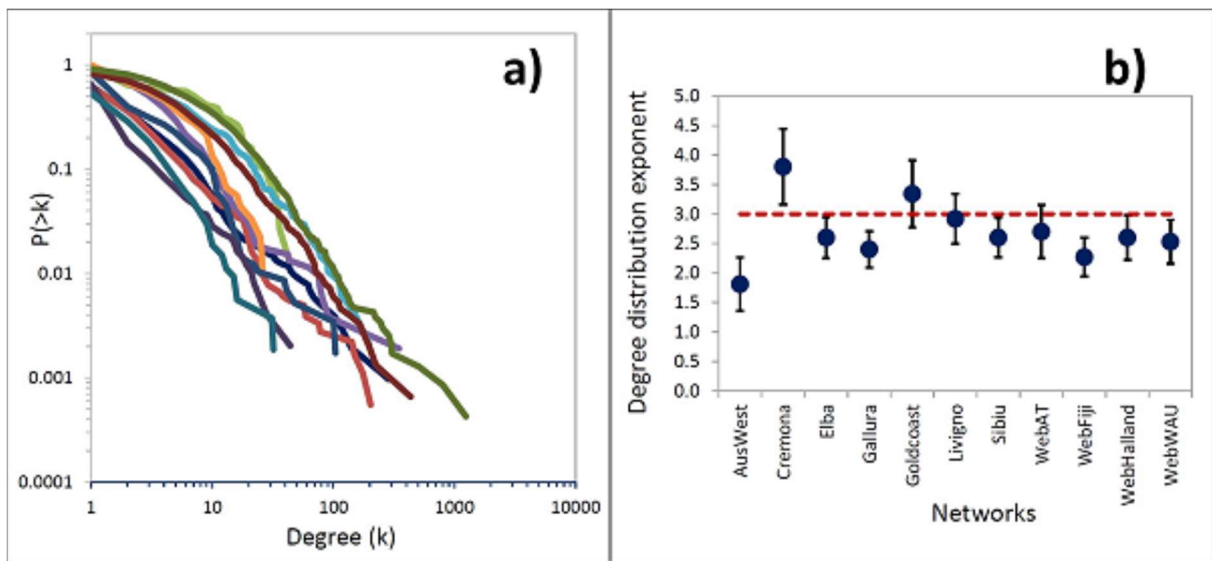 a)
1
0.1
0.01
0.001
0.0001
P(>k)
1 10 100 1000 10000
Degree (k)
b)
Degree distribution exponent
5.0
4.5
4.0
3.5
3.0
2.5
2.0
1.5
1.0
0.5
0.0
AusWest
Cremona
Elba
Gallura
Goldcoast
Livigno
Sibiu
WebAT
WebFiji
WebHalland
WebWAU
Networks